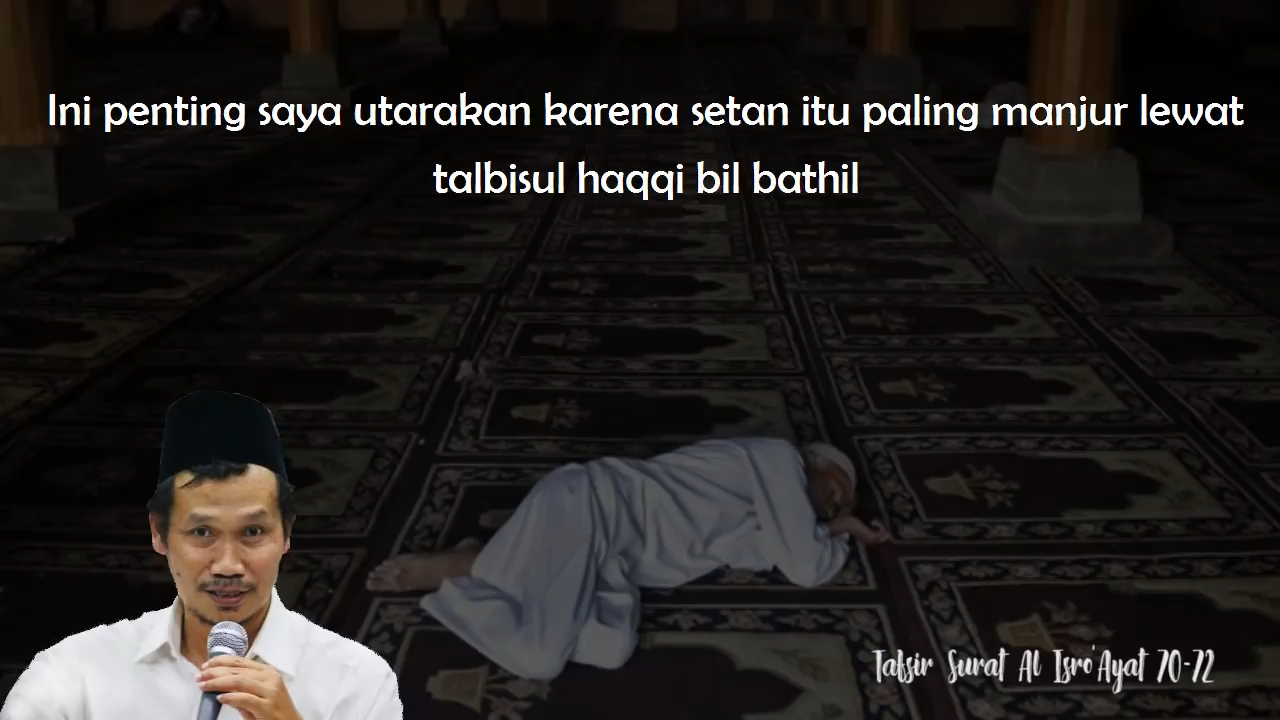 Ini penting saya utarakan karena setan itu paling manjur lewat
talbisul haqqi bil bathil
Tafsir Surat Al Isro'Ayat 70-72